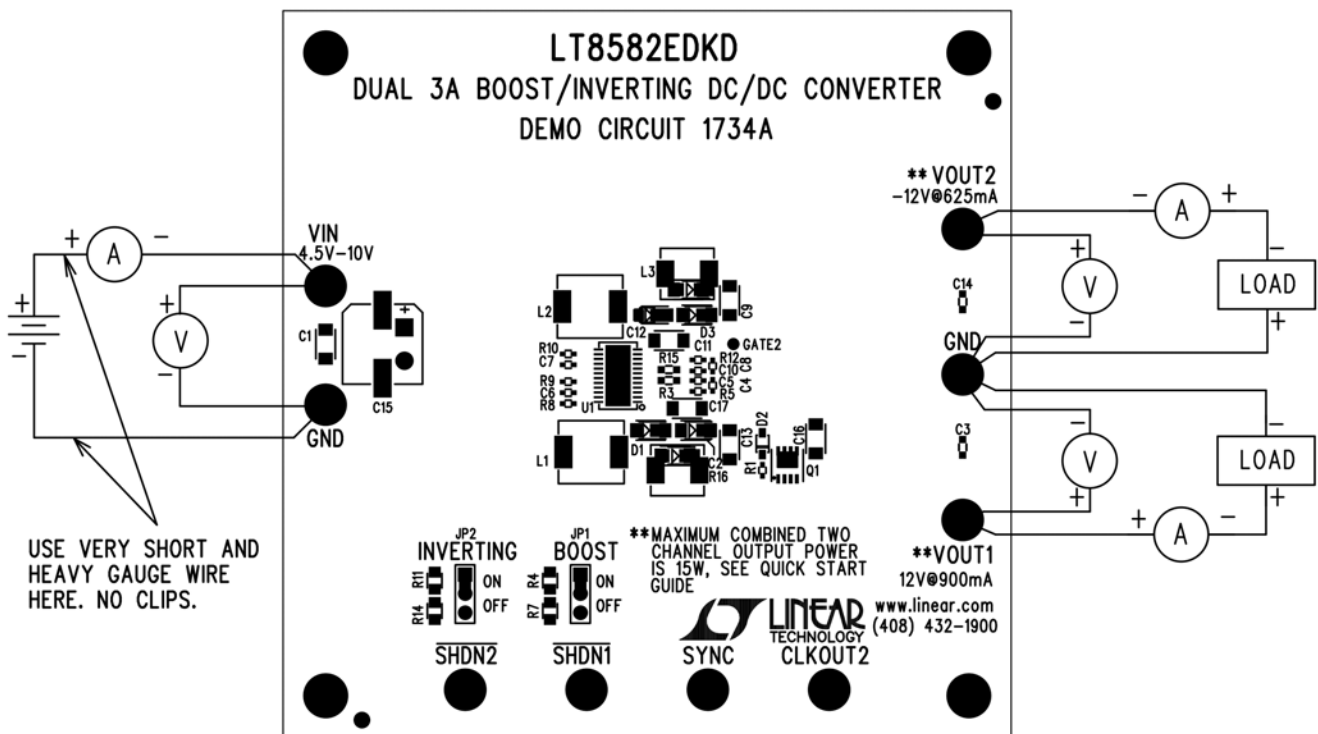 LT8582EDKD
DUAL 3A BOOST/INVERTING DC/DC CONVERTER
DEMO CIRCUIT 1734A
** VOUT2
-12V@625mA
- A +
+ A -
VIN
4.5V-10V
+ V -
+
-
C1
+
C15
GND
USE VERY SHORT AND
HEAVY GAUGE WIRE
HERE. NO CLIPS.
L3
L2
C9
C12
D3
C11
GATE2
R10
C7
R15
R12
C10
C8
R9
C6
R8
C5
R5
C4
R3
U1
C17
L1
D1
C2
R16
C13
D2
R1
C16
Q1
C14
GND
C3
+ V -
- LOAD +
- V +
- LOAD +
+ A -
**VOUT1
12V@900mA
JP2
INVERTING
R11
R14
ON
OFF
JP1
BOOST
R4
R7
ON
OFF
**MAXIMUM COMBINED TWO
CHANNEL OUTPUT POWER
IS 15W, SEE QUICK START
GUIDE
LINEAR
TECHNOLOGY
www.linear.com
(408) 432-1900
SHDN2
SHDN1
SYNC
CLKOUT2